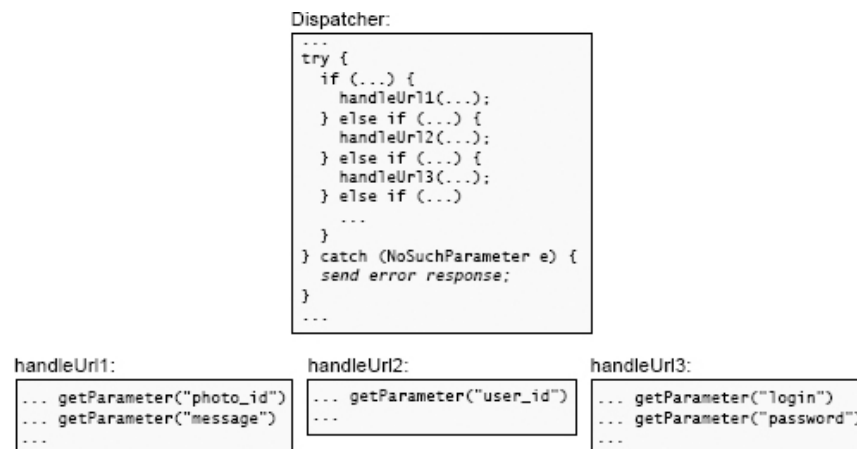 Dispatcher:
...
try {
if (...) {
handleUrl1(...);
} else if (...) {
handleUrl2(...);
} else if (...) {
handleUrl3(...);
} else if (...)
...
}
} catch (NoSuchParameter e) {
send error response;
}
...
handleUrl1:
... getParameter("photo_id")
... getParameter("message")
...
handleUrl2:
... getParameter("user_id")
...
handleUrl3:
... getParameter("login")
... getParameter("password")
...